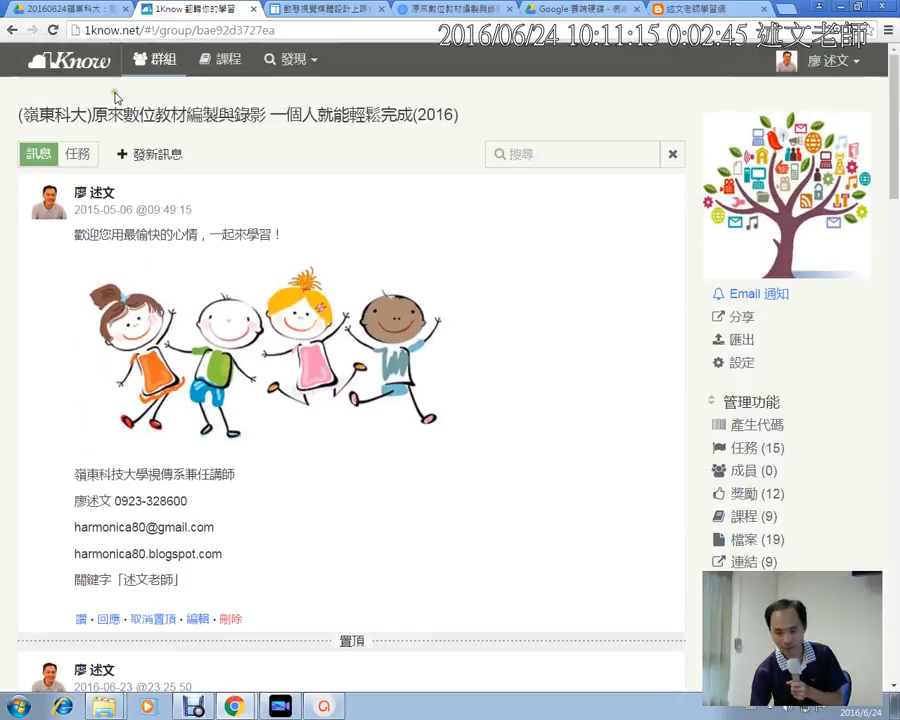 20160624嶺東科大：
1Know 翻轉你的學習
動態視覺媒體設計上課
原來數位教材編製與錄
Google 雲端硬碟 -
述文老師學習網
1know.net/#!/group/bae92d3727ea
2016/06/24 10:11:15 0:02:45 述文老師
1Know
群組
課程
發現
廖 述文
(嶺東科大)原來數位教材編製與錄影 一個人就能輕鬆完成(2016)
訊息
任務
發新訊息
搜尋
廖 述文
2015-05-06 @09:49:15
歡迎您用最愉快的心情，一起來學習！
嶺東科技大學視傳系兼任講師
廖述文 0923-328600
harmonica80@gmail.com
harmonica80.blogspot.com
關鍵字「述文老師」
讚・回應・取消置頂・編輯・刪除
置頂
廖 述文
2016-06-23 @23:25:50
Email 通知
分享
匯出
設定
管理功能
產生代碼
任務 (15)
成員 (0)
獎勵 (12)
課程 (9)
檔案 (19)
連結 (9)
2016/6/24